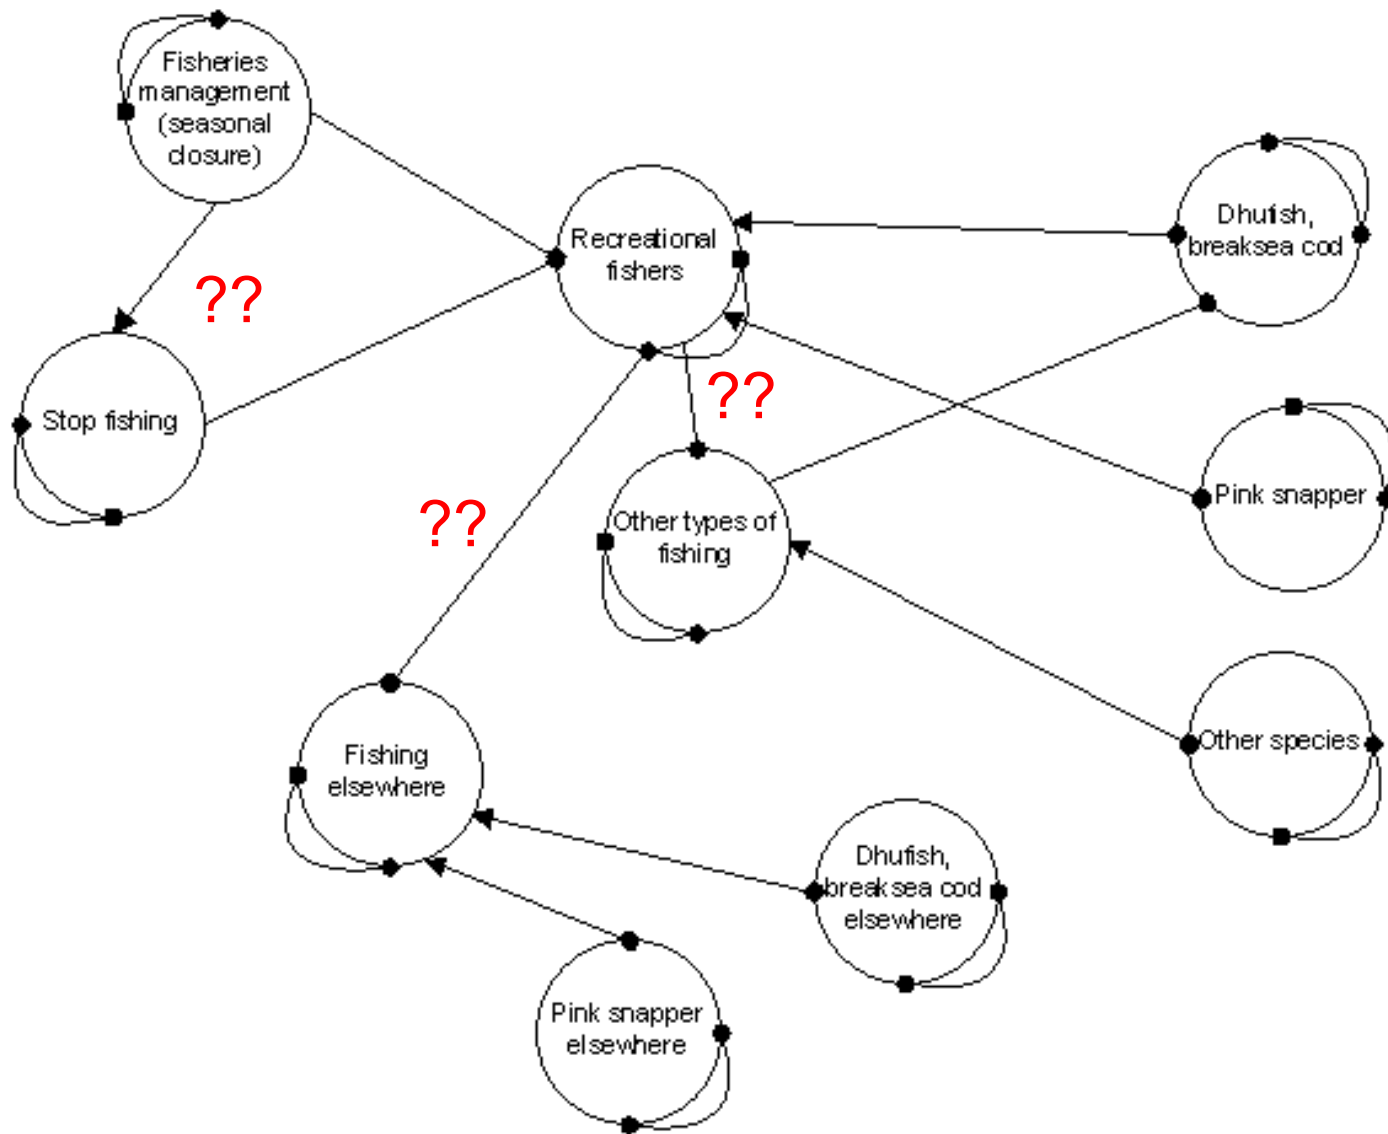 Fisheries
management
(seasonal
closure)
Recreational
fishers
Dhufish,
breaksea cod
??
Stop fishing
??
Pink snapper
??
Other types of
fishing
Other species
Fishing
elsewhere
Dhufish,
breaksea cod
elsewhere
Pink snapper
elsewhere